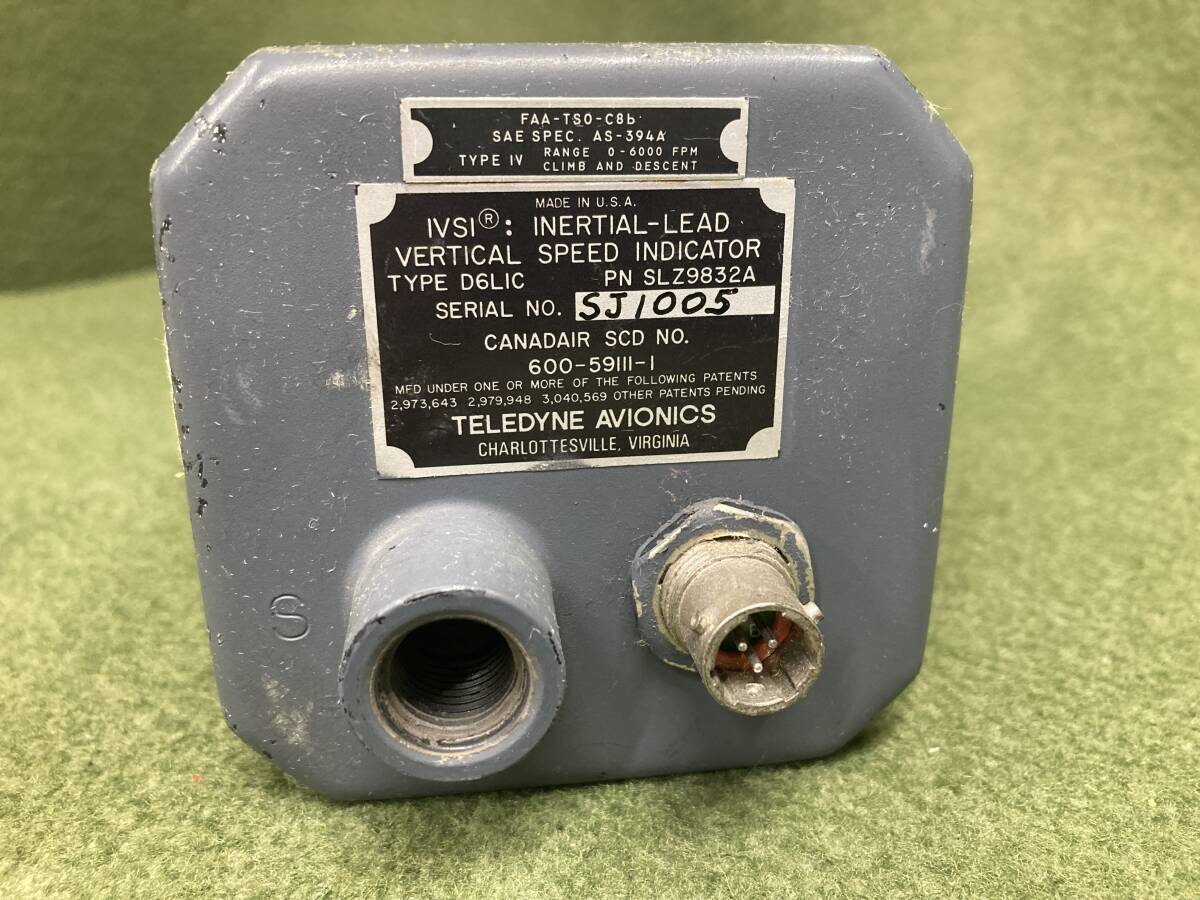 FAA-TSO-C8b
SAE SPEC. AS-394A
TYPE IV RANGE 0-6000 FPM
CLIMB AND DESCENT
MADE IN U.S.A.
IVSI®: INERTIAL-LEAD
VERTICAL SPEED INDICATOR
TYPE D6LIC PN SLZ9832A
SERIAL NO. SJ1005
CANADAIR SCD NO.
600-59111-1
MFD UNDER ONE OR MORE OF THE FOLLOWING PATENTS
2,973,643 2,979,948 3,040,569 OTHER PATENTS PENDING
TELEDYNE AVIONICS
CHARLOTTESVILLE, VIRGINIA
S